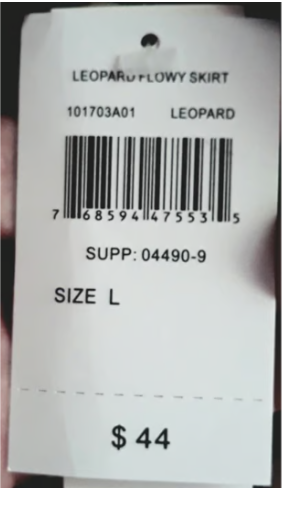 LEOPARD FLOWY SKIRT
101703A01 LEOPARD
7 68594 47553 5
SUPP: 04490-9
SIZE L
$ 44